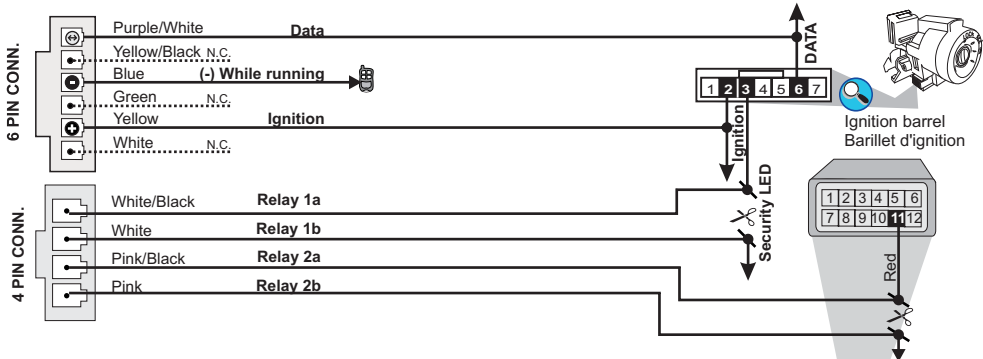 6 PIN CONN.
Purple/White Data
Yellow/Black N.C.
Blue (-) While running
Green N.C.
Yellow Ignition
White N.C.
DATA
1 2 3 4 5 6 7
Ignition
Security LED
Ignition barrel
Barillet d'ignition
LOCK
4 PIN CONN.
White/Black Relay 1a
White Relay 1b
Pink/Black Relay 2a
Pink Relay 2b
1 2 3 4 5 6
7 8 9 10 11 12
Red